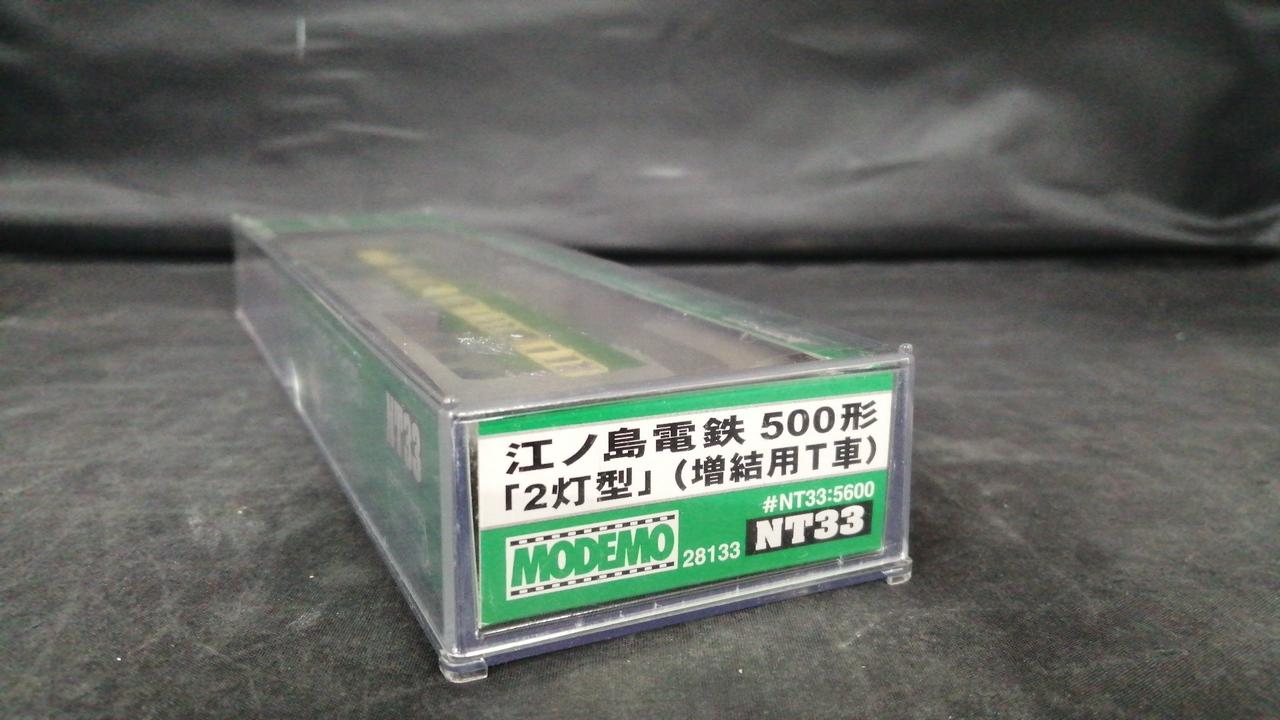 江ノ島電鉄 500形
「2灯型」(増結用T車)
#NT33:5600
MODEMO 28133 NT33
NT33